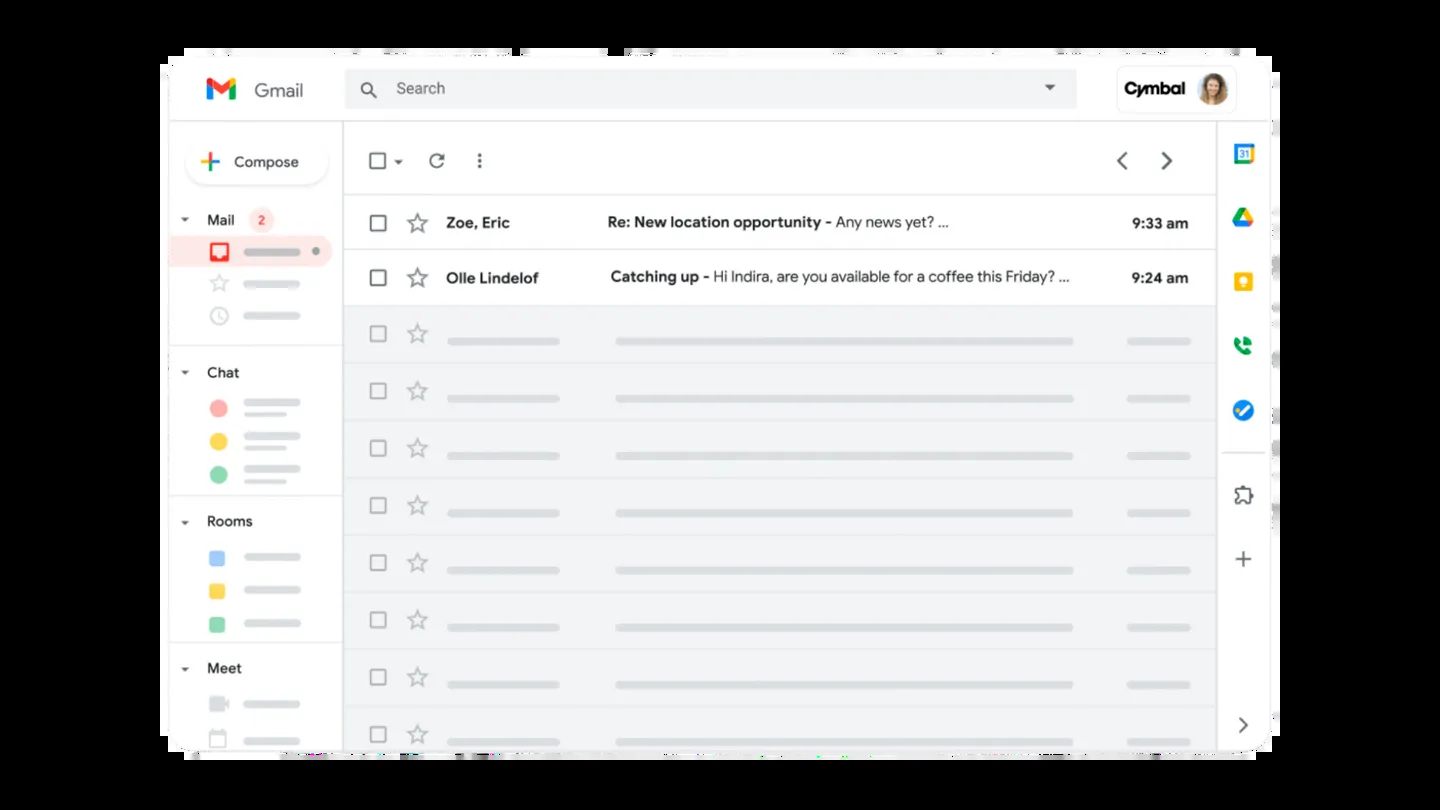 Gmail
Search
Cymbal
Compose
31
Mail 2
Zoe, Eric Re: New location opportunity - Any news yet? ... 9:33 am
Olle Lindelof Catching up - Hi Indira, are you available for a coffee this Friday? ... 9:24 am
Chat
Rooms
Meet